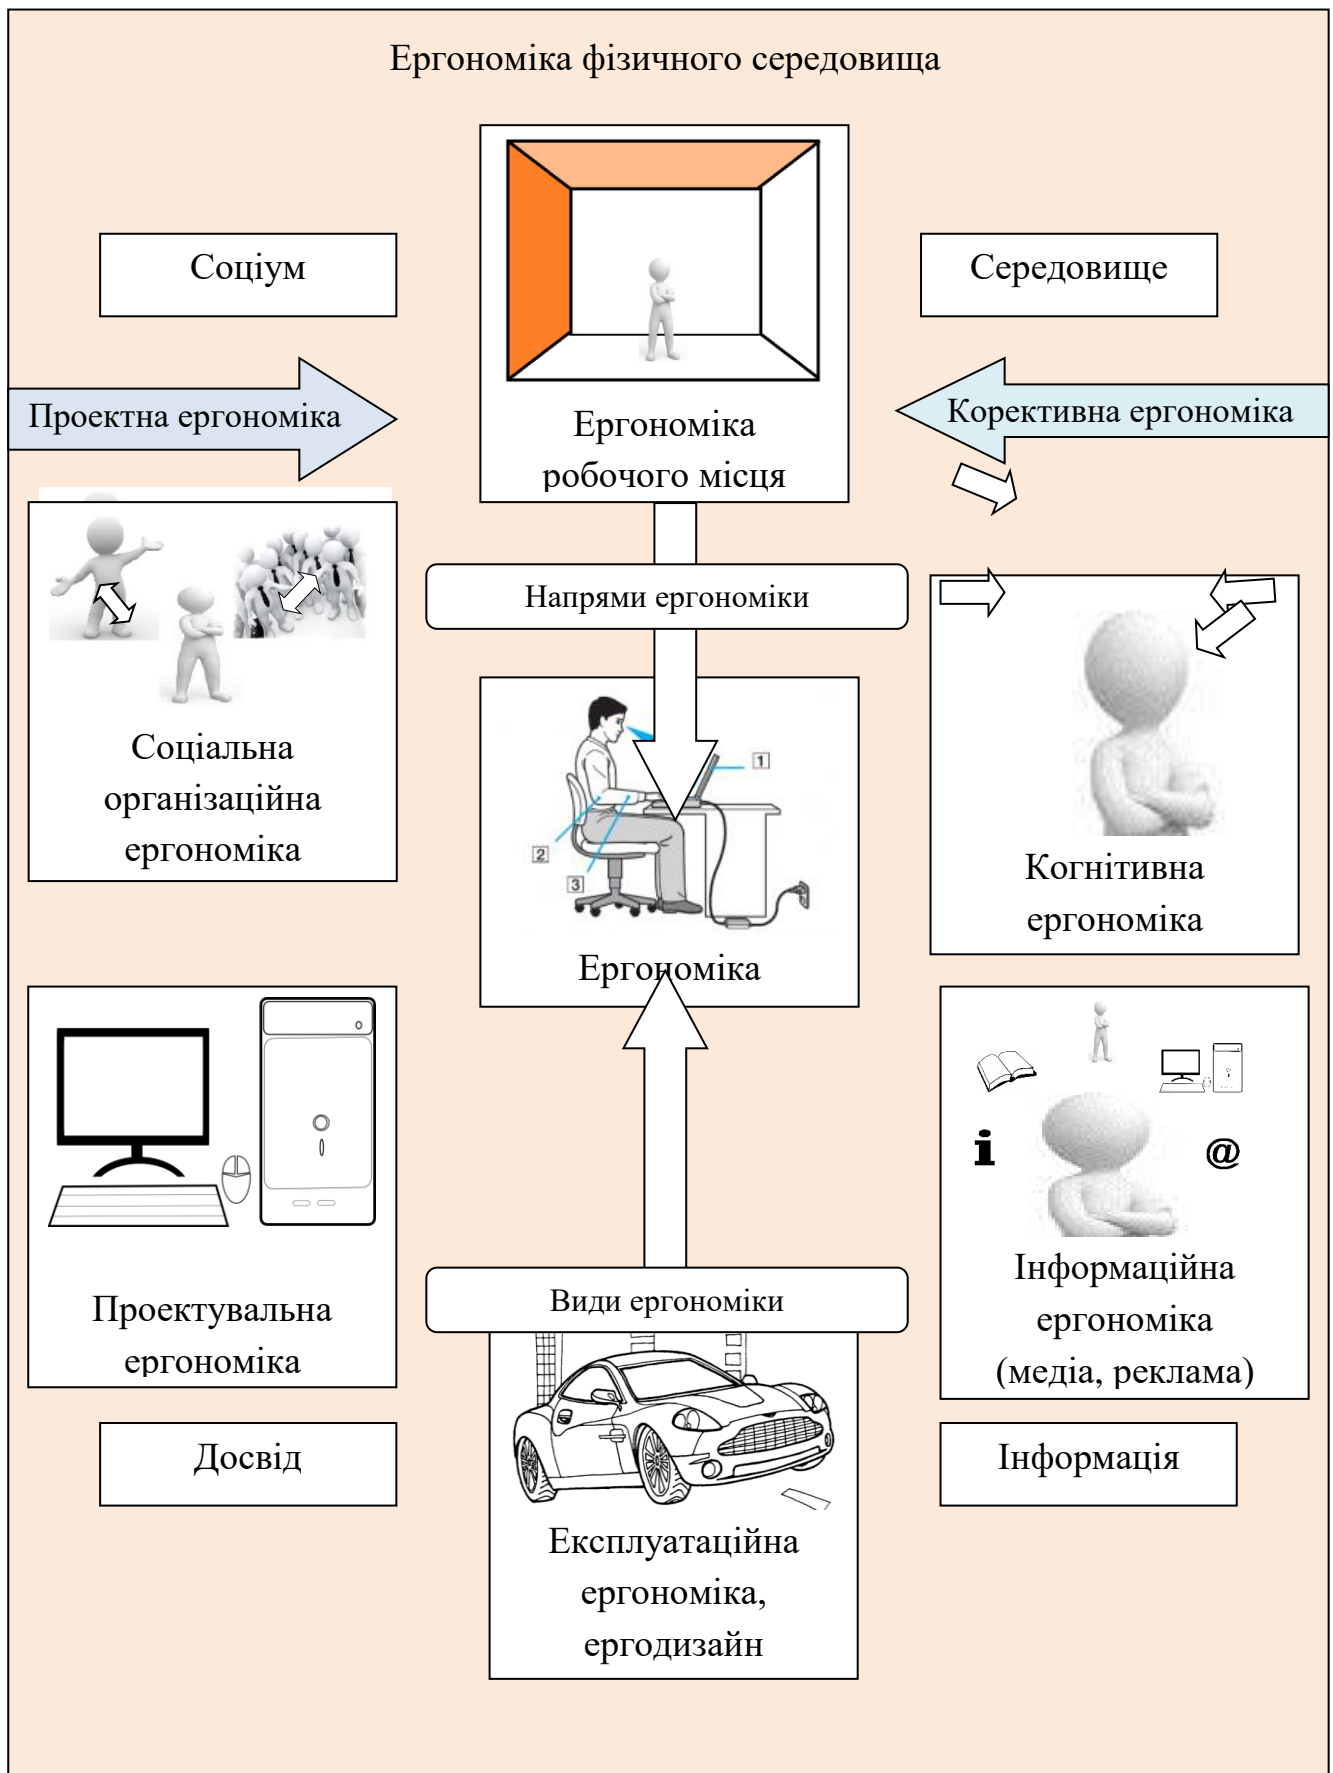 Ергономіка фізичного середовища
Соціум
Середовище
Проектна ергономіка
Корективна ергономіка
Ергономіка
робочого місця
Напрями ергономіки
Соціальна
організаційна
ергономіка
1
2
3
Ергономіка
Когнітивна
ергономіка
Проектувальна
ергономіка
i
@
Інформаційна
ергономіка
(медіа, реклама)
Види ергономіки
Досвід
Інформація
Експлуатаційна
ергономіка,
ергодизайн